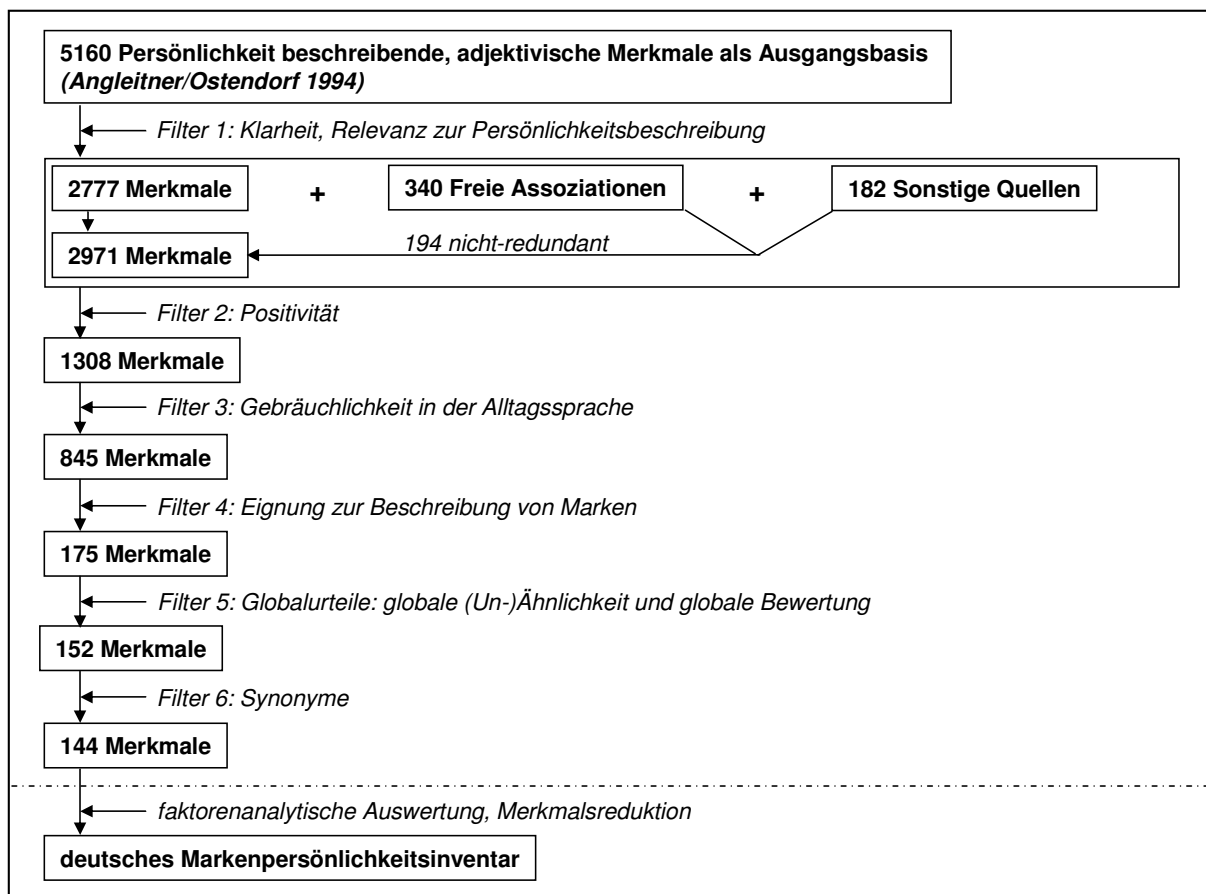 5160 Persönlichkeit beschreibende, adjektivische Merkmale als Ausgangsbasis
(Angleitner/Ostendorf 1994)
Filter 1: Klarheit, Relevanz zur Persönlichkeitsbeschreibung
2777 Merkmale + 340 Freie Assoziationen + 182 Sonstige Quellen
194 nicht-redundant
2971 Merkmale
Filter 2: Positivität
1308 Merkmale
Filter 3: Gebräuchlichkeit in der Alltagssprache
845 Merkmale
Filter 4: Eignung zur Beschreibung von Marken
175 Merkmale
Filter 5: Globalurteile: globale (Un-)Ähnlichkeit und globale Bewertung
152 Merkmale
Filter 6: Synonyme
144 Merkmale
faktorenanalytische Auswertung, Merkmalsreduktion
deutsches Markenpersönlichkeitsinventar